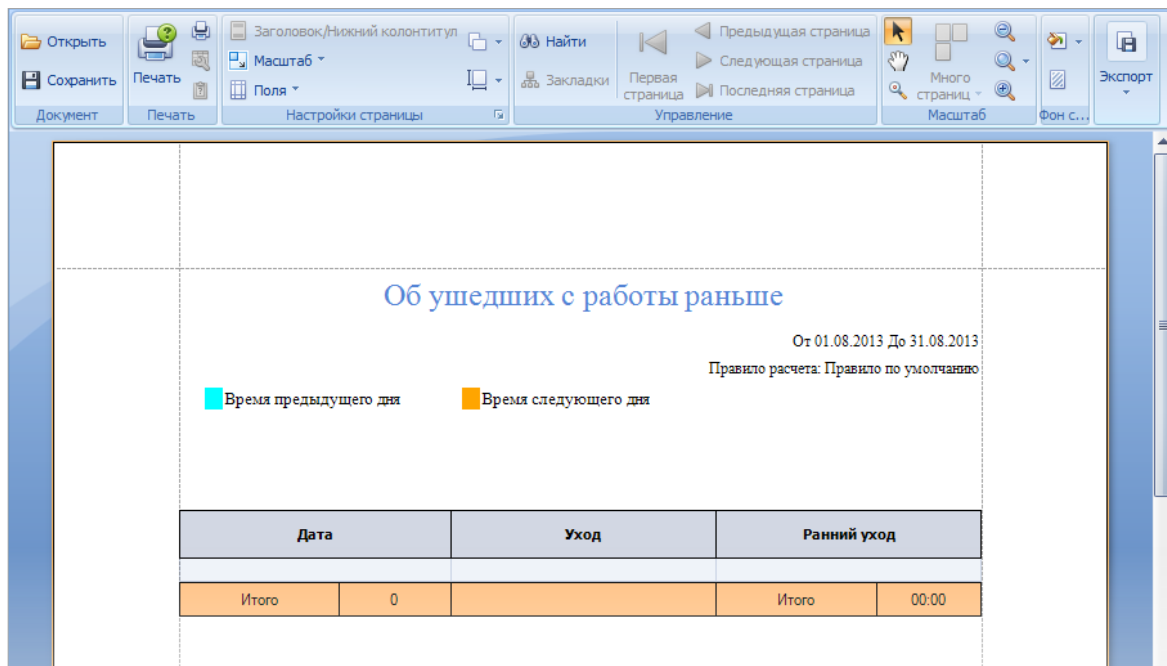 Открыть
Сохранить
Документ
Печать
Печать
Заголовок/Нижний колонтитул
Масштаб
Поля
Настройки страницы
Найти
Закладки
Первая страница
Предыдущая страница
Следующая страница
Последняя страница
Управление
Много страниц
Масштаб
Фон с...
Экспорт
Об ушедших с работы раньше
От 01.08.2013 До 31.08.2013
Правило расчета: Правило по умолчанию
Время предыдущего дня Время следующего дня
Дата Уход Ранний уход
Итого 0 Итого 00:00